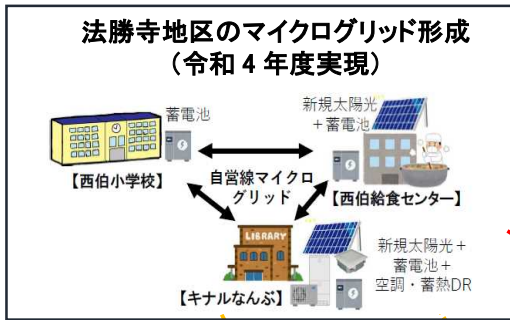 法勝寺地区のマイクログリッド形成
（令和４年度実現）
蓄電池
新規太陽光
＋蓄電池
【西伯小学校】
自営線マイクロ
グリッド
【西伯給食センター】
LIBRARY
新規太陽光＋
蓄電池＋
空調・蓄熱DR
【キナルなんぶ】